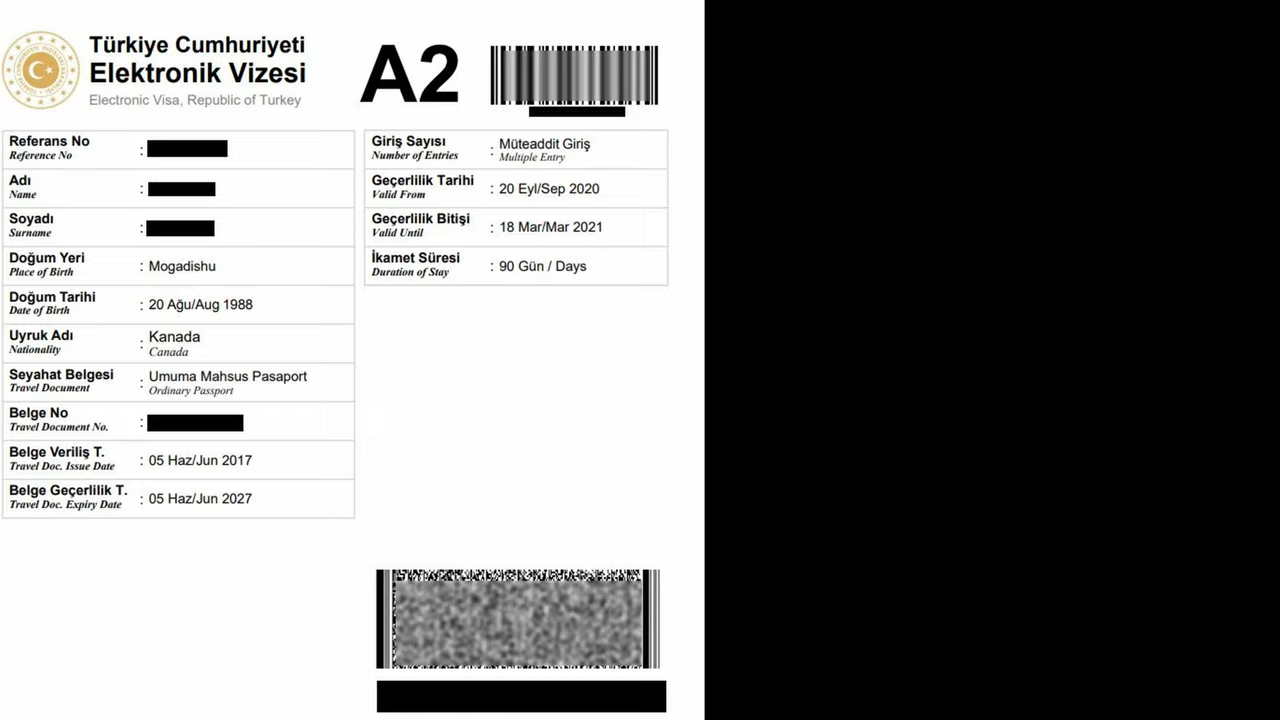 Türkiye Cumhuriyeti
Elektronik Vizesi
Electronic Visa, Republic of Turkey
A2
Referans No
Reference No
:
Adı
Name
:
Soyadı
Surname
:
Doğum Yeri
Place of Birth
: Mogadishu
Doğum Tarihi
Date of Birth
: 20 Ağu/Aug 1988
Uyruk Adı
Nationality
: Kanada
Canada
Seyahat Belgesi
Travel Document
: Umuma Mahsus Pasaport
Ordinary Passport
Belge No
Travel Document No.
:
Belge Veriliş T.
Travel Doc. Issue Date
: 05 Haz/Jun 2017
Belge Geçerlilik T.
Travel Doc. Expiry Date
: 05 Haz/Jun 2027
Giriş Sayısı
Number of Entries
: Müteaddit Giriş
Multiple Entry
Geçerlilik Tarihi
Valid From
: 20 Eyl/Sep 2020
Geçerlilik Bitişi
Valid Until
: 18 Mar/Mar 2021
İkamet Süresi
Duration of Stay
: 90 Gün / Days